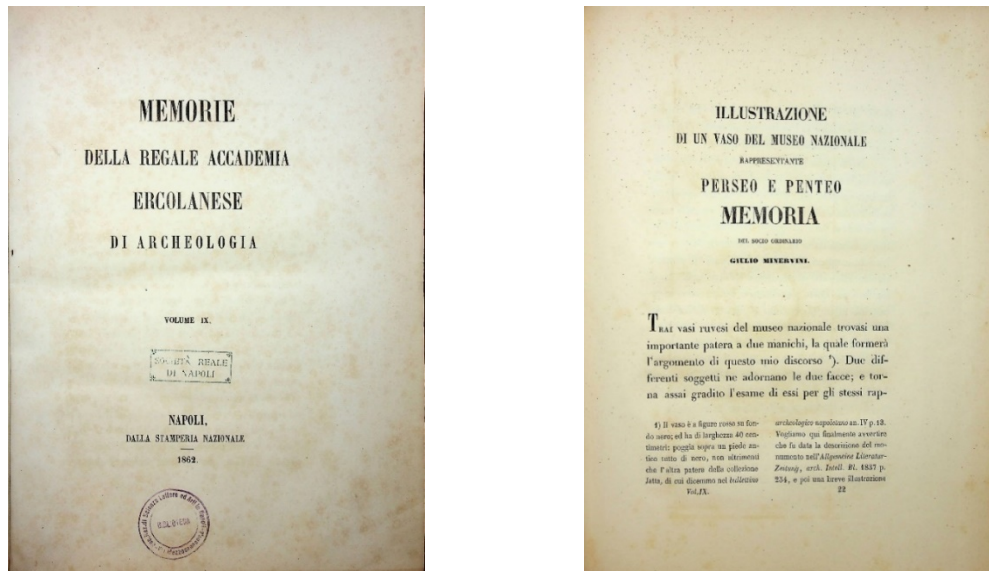 MEMORIE
DELLA REGALE ACCADEMIA
ERCOLANESE
DI ARCHEOLOGIA
VOLUME IX.
SOCIETÀ REALE
DI NAPOLI
NAPOLI,
DALLA STAMPERIA NAZIONALE
1862.
ILLUSTRAZIONE
DI UN VASO DEL MUSEO NAZIONALE
RAPPRESENTANTE
PERSEO E PENTEO
MEMORIA
DEL SOCIO ORDINARIO
GIULIO MINERVINI.
TRAI vasi ruvesi del museo nazionale trovasi una
importante patera a due manichi, la quale formerà
l'argomento di questo mio discorso ¹). Due dif-
ferenti soggetti ne adornano le due facce; e tor-
na assai gradito l'esame di essi per gli stessi rap-
1) Il vaso è a figure rosse su fon-
do nero; ed ha di larghezza 40 cen-
timetri: poggia sopra un piede an-
tico tutto di nero, non altrimenti
che l'altra patera della collezione
Jatta, di cui dicemmo nel bullettino
archeologico napoletano an. IV p. 13.
Vogliamo qui finalmente avvertire
che fu data la descrizione del mo-
numento nell'Allgemeine Literatur-
Zeitung, arch. Intell. Bl. 1837 p.
234, e poi una breve illustrazione
Vol.IX.
22